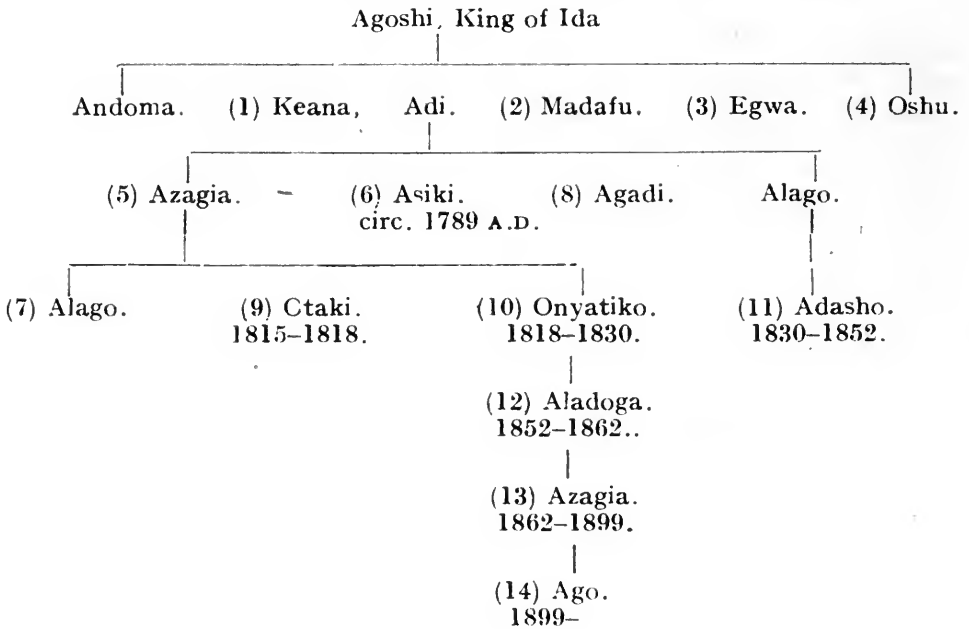 Agoshi, King of Ida
Andoma. (1) Keana, Adi. (2) Madafu. (3) Egwa. (4) Oshu.
(5) Azagia. – (6) Asiki. (8) Agadi. Alago.
circ. 1789 A.D.
(7) Alago. (9) Ctaki. (10) Onyatiko. (11) Adasho.
1815–1818. 1818–1830. 1830–1852.
(12) Aladoga.
1852–1862..
(13) Azagia.
1862–1899.
(14) Ago.
1899–